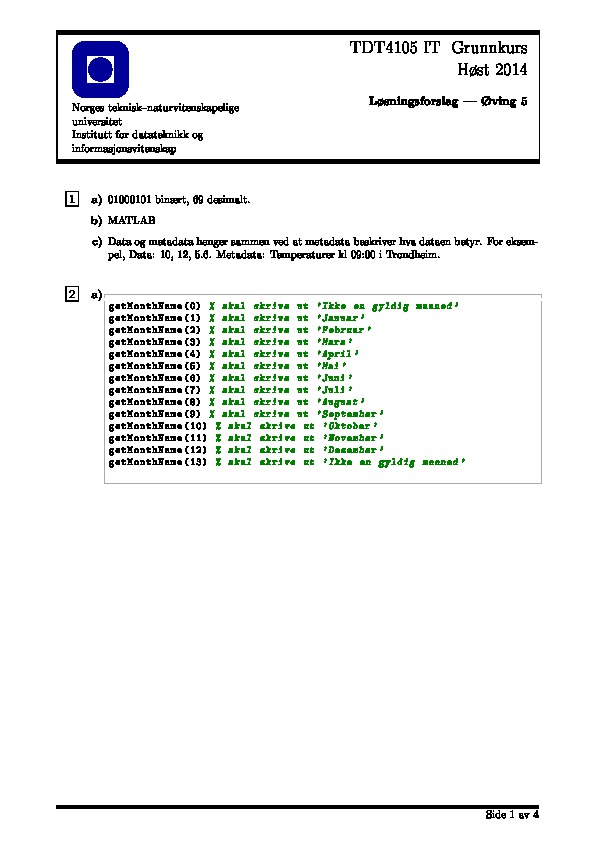 TDT4105 IT Grunnkurs
Høst 2014
Norges teknisk–naturvitenskapelige
universitet
Institutt for datateknikk og
informasjonsvitenskap
Løsningsforslag — Øving 5
1 a) 01000101 binært, 69 desimalt.
b) MATLAB
c) Data og metadata henger sammen ved at metadata beskriver hva dataen betyr. For eksem-
pel, Data: 10, 12, 5.6. Metadata: Temperaturer kl 09:00 i Trondheim.
2 a)
getMonthName(0) % skal skrive ut 'Ikke en gyldig maaned'
getMonthName(1) % skal skrive ut 'Januar'
getMonthName(2) % skal skrive ut 'Februar'
getMonthName(3) % skal skrive ut 'Mars'
getMonthName(4) % skal skrive ut 'April'
getMonthName(5) % skal skrive ut 'Mai'
getMonthName(6) % skal skrive ut 'Juni'
getMonthName(7) % skal skrive ut 'Juli'
getMonthName(8) % skal skrive ut 'August'
getMonthName(9) % skal skrive ut 'September'
getMonthName(10) % skal skrive ut 'Oktober'
getMonthName(11) % skal skrive ut 'November'
getMonthName(12) % skal skrive ut 'Desember'
getMonthName(13) % skal skrive ut 'Ikke en gyldig maaned'
Side 1 av 4